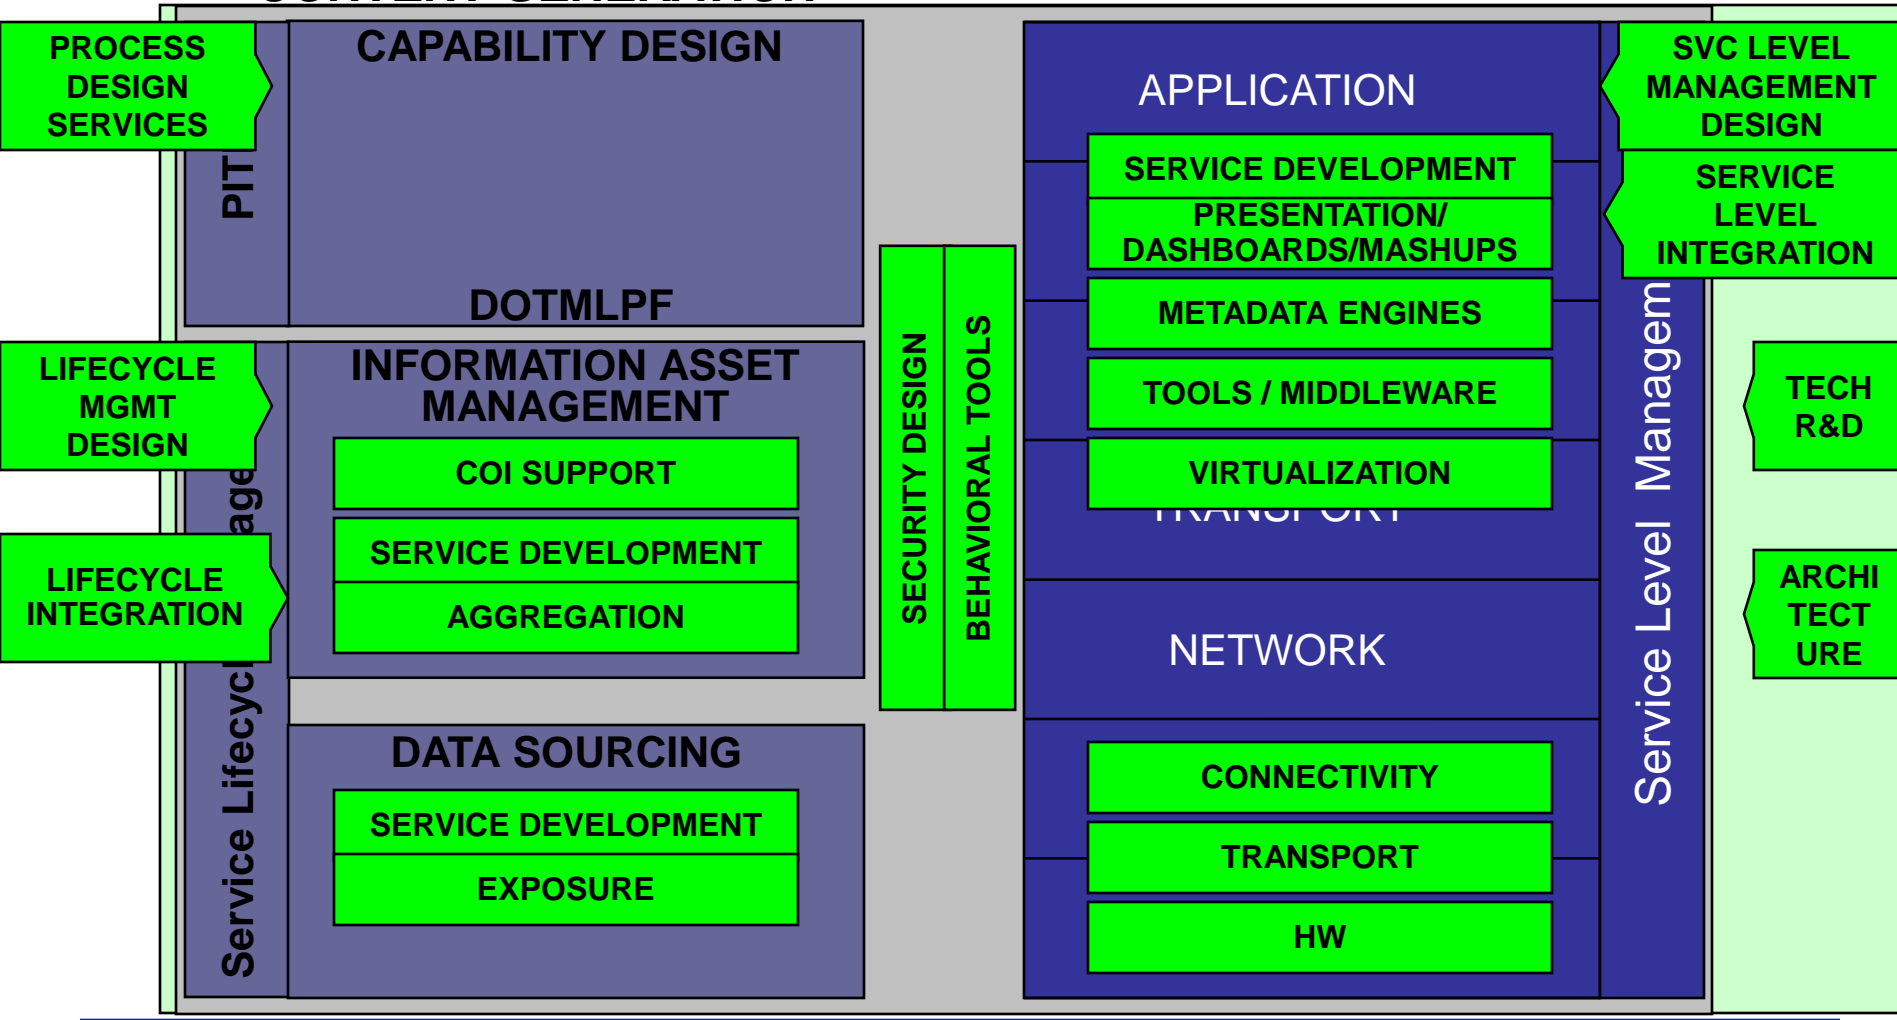 CONTENT GENERATION
PROCESS
DESIGN
SERVICES
PIT
CAPABILITY DESIGN
DOTMLPF
LIFECYCLE
MGMT
DESIGN
LIFECYCLE
INTEGRATION
Service
INFORMATION ASSET
MANAGEMENT
COI SUPPORT
SERVICE DEVELOPMENT
AGGREGATION
DATA SOURCING
SERVICE DEVELOPMENT
EXPOSURE
SECURITY DESIGN
BEHAVIORAL TOOLS
APPLICATION
SERVICE DEVELOPMENT
PRESENTATION/
DASHBOARDS/MASHUPS
METADATA ENGINES
TOOLS / MIDDLEWARE
VIRTUALIZATION
TRANSPORT
NETWORK
CONNECTIVITY
TRANSPORT
HW
Service Level Managem
SVC LEVEL
MANAGEMENT
DESIGN
SERVICE
LEVEL
INTEGRATION
TECH
R&D
ARCHI
TECT
URE